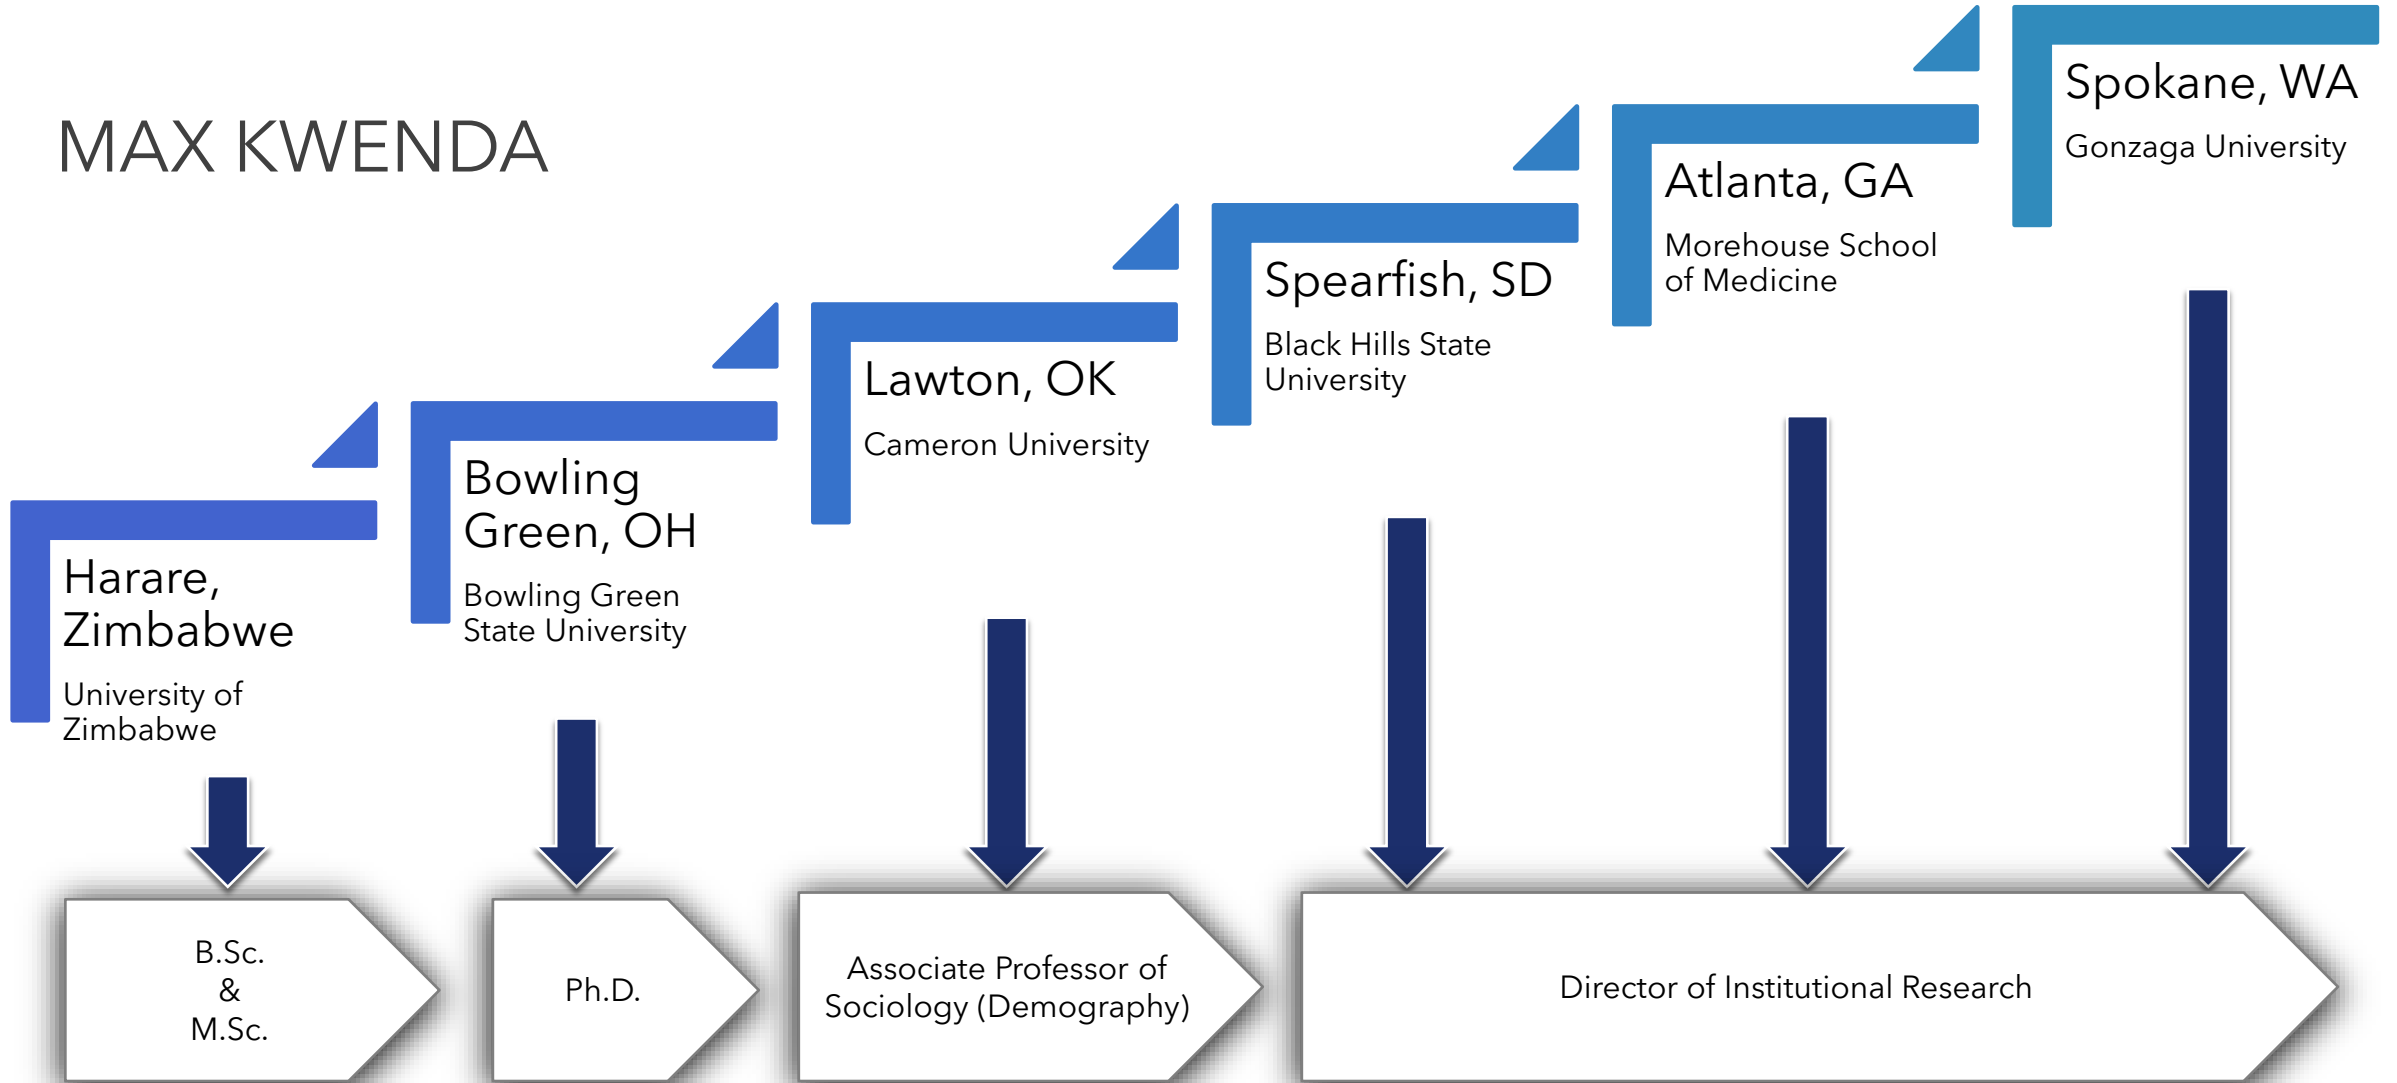 MAX KWENDA
Harare,
Zimbabwe
University of
Zimbabwe
Bowling
Green, OH
Bowling Green
State University
Lawton, OK
Cameron University
Spearfish, SD
Black Hills State
University
Atlanta, GA
Morehouse School
of Medicine
Spokane, WA
Gonzaga University
B.Sc.
&
M.Sc.
Ph.D.
Associate Professor of
Sociology (Demography)
Director of Institutional Research